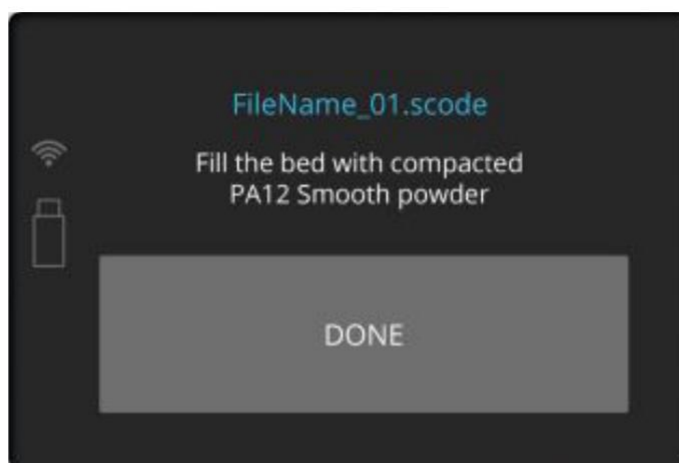 FileName_01.scode
Fill the bed with compacted
PA12 Smooth powder
DONE